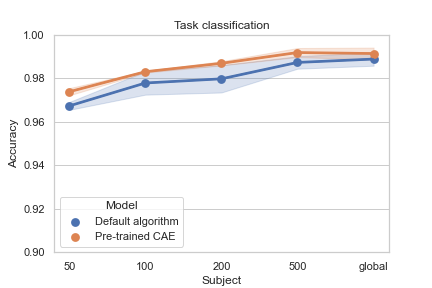 Task classification
1.00
0.98
0.96
0.94
0.92
0.90
Accuracy
Model
Default algorithm
Pre-trained CAE
50 100 200 500 global
Subject